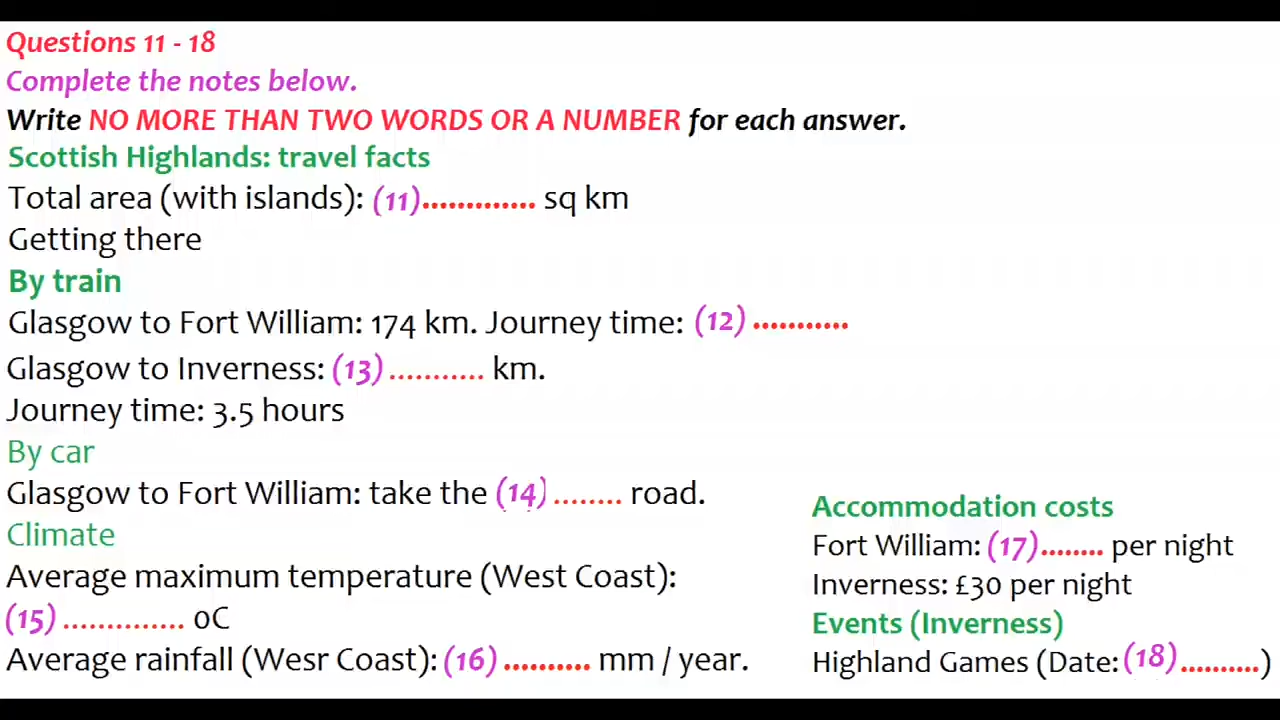 Questions 11 - 18
Complete the notes below.
Write NO MORE THAN TWO WORDS OR A NUMBER for each answer.
Scottish Highlands: travel facts
Total area (with islands): (11)............. sq km
Getting there
By train
Glasgow to Fort William: 174 km. Journey time: (12) ...........
Glasgow to Inverness: (13) ........... km.
Journey time: 3.5 hours
By car
Glasgow to Fort William: take the (14) ........ road.
Climate
Average maximum temperature (West Coast):
(15) .............. 0C
Average rainfall (Wesr Coast): (16) .......... mm / year.
Accommodation costs
Fort William: (17)........ per night
Inverness: £30 per night
Events (Inverness)
Highland Games (Date: (18) ..........)